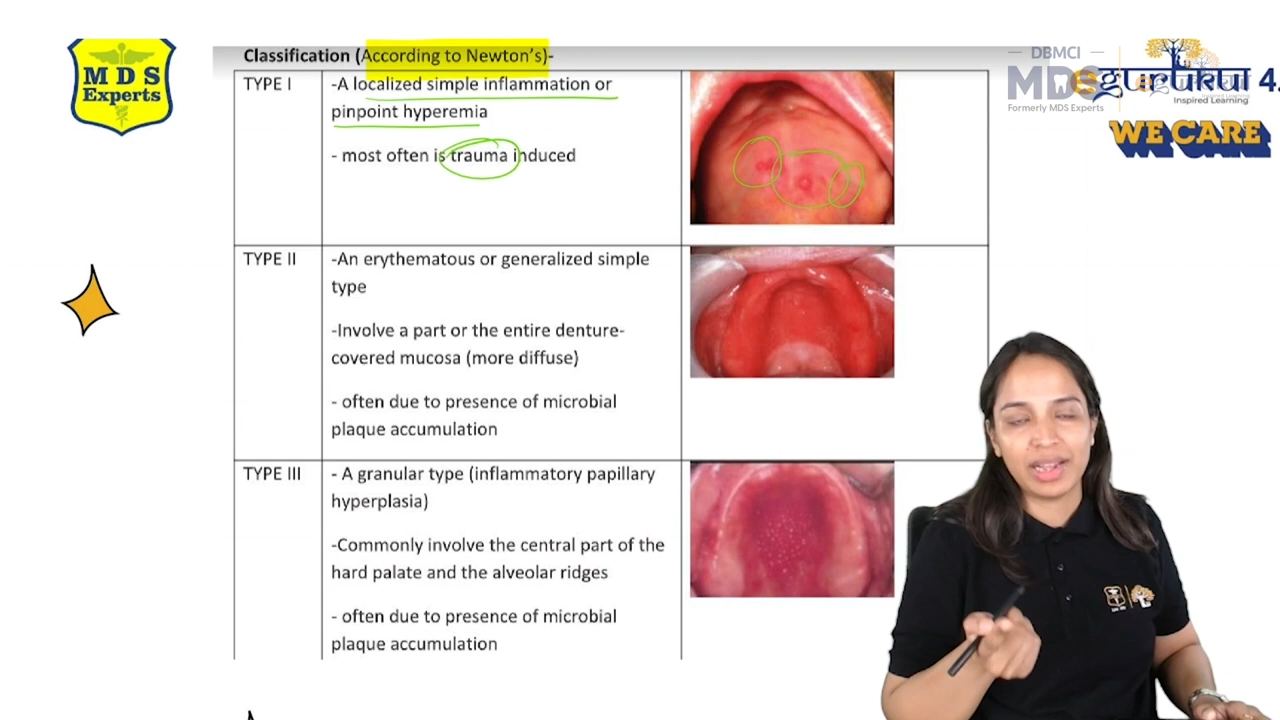 MDS
Experts
Classification (According to Newton's)-
DBMCI
MDS
Formerly MDS Experts
गुरुकुल 4.
Inspired Learning
WE CARE
TYPE I
-A localized simple inflammation or
pinpoint hyperemia
- most often is trauma induced
TYPE II
-An erythematous or generalized simple
type
-Involve a part or the entire denture-
covered mucosa (more diffuse)
- often due to presence of microbial
plaque accumulation
TYPE III
- A granular type (inflammatory papillary
hyperplasia)
-Commonly involve the central part of the
hard palate and the alveolar ridges
- often due to presence of microbial
plaque accumulation